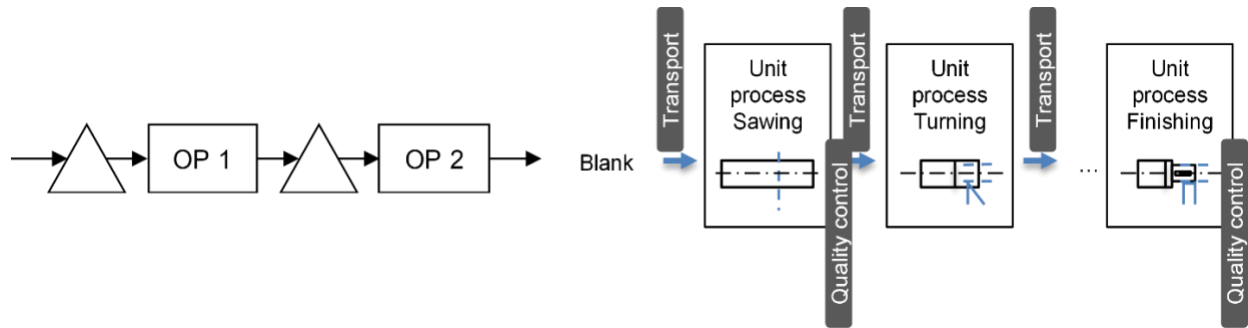 OP 1
OP 2
Blank
Transport
Unit
process
Sawing
Quality control
Transport
Unit
process
Turning
Transport
...
Unit
process
Finishing
Quality control